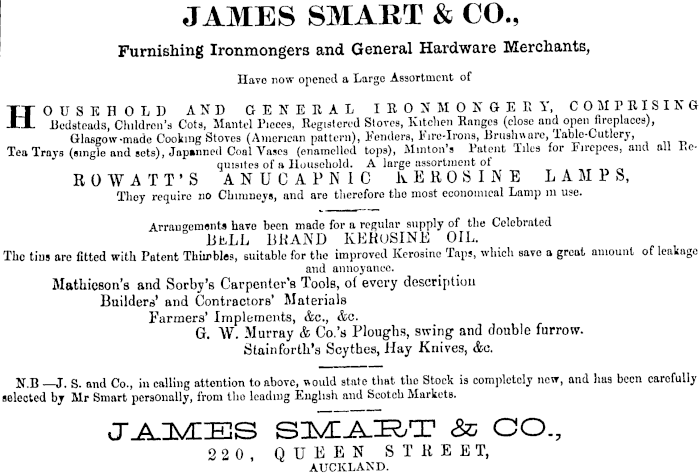 JAMES SMART & CO.,
Furnishing Ironmongers and General Hardware Merchants,
Have now opened a Large Assortment of
HOUSEHOLD AND GENERAL IRONMONGERY, COMPRISING
Bedsteads, Children's Cots, Mantel Pieces, Registered Stoves, Kitchen Ranges (close and open fireplaces),
Glasgow-made Cooking Stoves (American pattern), Fenders, Fire-Irons, Brushware, Table-Cutlery,
Tea Trays (single and sets), Japanned Coal Vases (enamelled tops), Minton's Patent Tiles for Firepces, and all Re-
quisites of a Household. A large assortment of
ROWATT'S ANUCAPNIC KEROSINE LAMPS,
They require no Chimneys, and are therefore the most economical Lamp in use.
Arrangements have been made for a regular supply of the Celebrated
BELL BRAND KEROSINE OIL.
The tins are fitted with Patent Thimbles, suitable for the improved Kerosine Taps, which save a great amount of leakage
and annoyance.
Mathieson's and Sorby's Carpenter's Tools, of every description
Builders' and Contractors' Materials
Farmers' Implements, &c., &c.
G. W. Murray & Co.'s Ploughs, swing and double furrow.
Stainforth's Scythes, Hay Knives, &c.
N.B—J. S. and Co., in calling attention to above, would state that the Stock is completely new, and has been carefully
selected by Mr Smart personally, from the leading English and Scotch Markets.
JAMES SMART & CO.,
220, QUEEN STREET,
AUCKLAND.